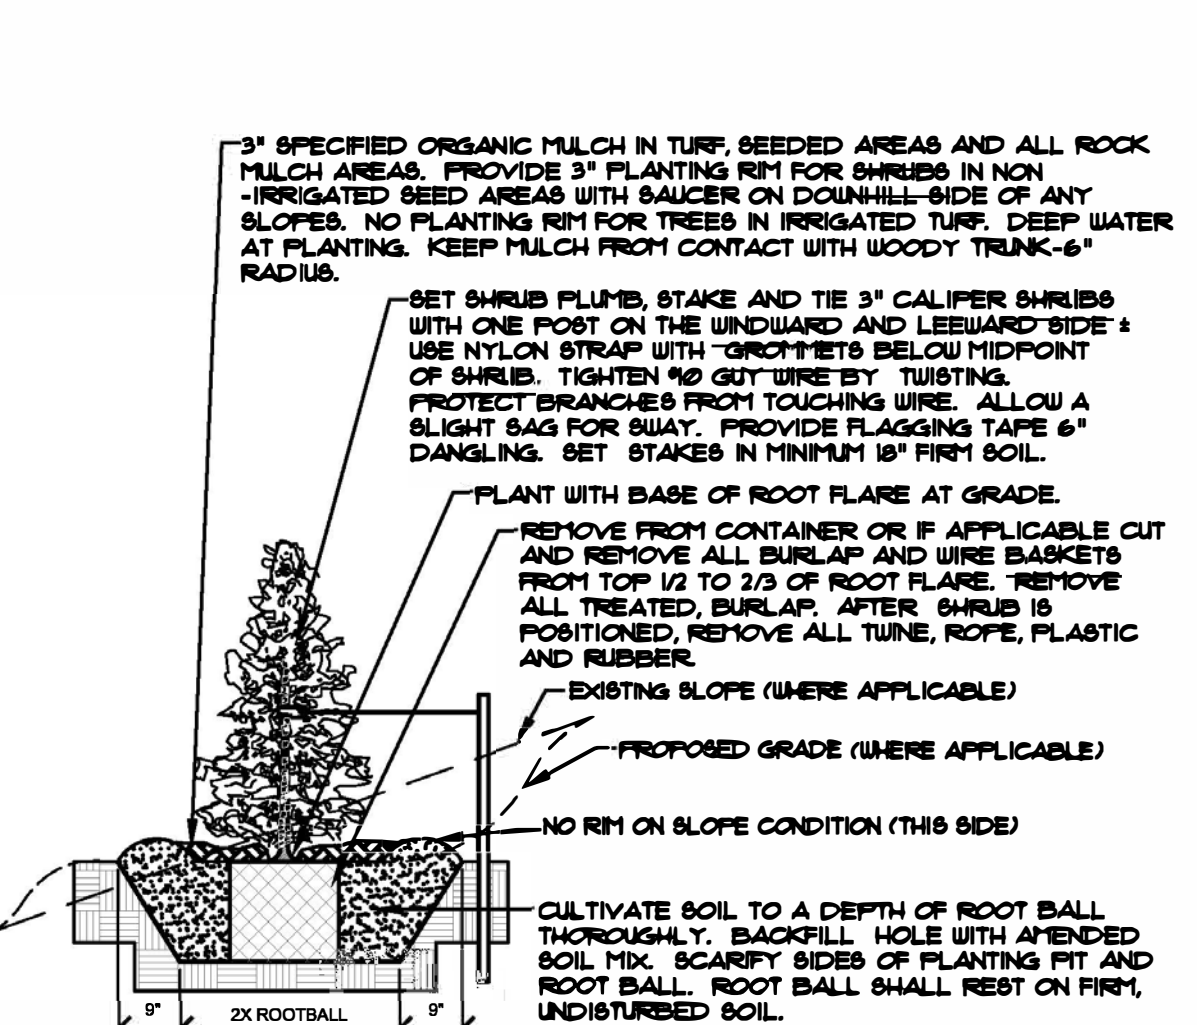 3" SPECIFIED ORGANIC MULCH IN TURF, SEEDED AREAS AND ALL ROCK
MULCH AREAS. PROVIDE 3" PLANTING RIM FOR SHRUBS IN NON
-IRRIGATED SEED AREAS WITH SAUCER ON DOWNHILL SIDE OF ANY
SLOPES. NO PLANTING RIM FOR TREES IN IRRIGATED TURF. DEEP WATER
AT PLANTING. KEEP MULCH FROM CONTACT WITH WOODY TRUNK-6"
RADIUS.
SET SHRUB PLUMB, STAKE AND TIE 3" CALIPER SHRUBS
WITH ONE POST ON THE WINDWARD AND LEEWARD SIDE ±
USE NYLON STRAP WITH GROMMETS BELOW MIDPOINT
OF SHRUB. TIGHTEN #10 GUY WIRE BY TWISTING.
PROTECT BRANCHES FROM TOUCHING WIRE. ALLOW A
SLIGHT SAG FOR SWAY. PROVIDE FLAGGING TAPE 6"
DANGLING. SET STAKES IN MINIMUM 18" FIRM SOIL.
PLANT WITH BASE OF ROOT FLARE AT GRADE.
REMOVE FROM CONTAINER OR IF APPLICABLE CUT
AND REMOVE ALL BURLAP AND WIRE BASKETS
FROM TOP 1/2 TO 2/3 OF ROOT FLARE. REMOVE
ALL TREATED, BURLAP. AFTER SHRUB IS
POSITIONED, REMOVE ALL TWINE, ROPE, PLASTIC
AND RUBBER
EXISTING SLOPE (WHERE APPLICABLE)
PROPOSED GRADE (WHERE APPLICABLE)
NO RIM ON SLOPE CONDITION (THIS SIDE)
CULTIVATE SOIL TO A DEPTH OF ROOT BALL
THOROUGHLY. BACKFILL HOLE WITH AMENDED
SOIL MIX. SCARIFY SIDES OF PLANTING PIT AND
ROOT BALL. ROOT BALL SHALL REST ON FIRM,
UNDISTURBED SOIL.
9" 2X ROOTBALL 9"